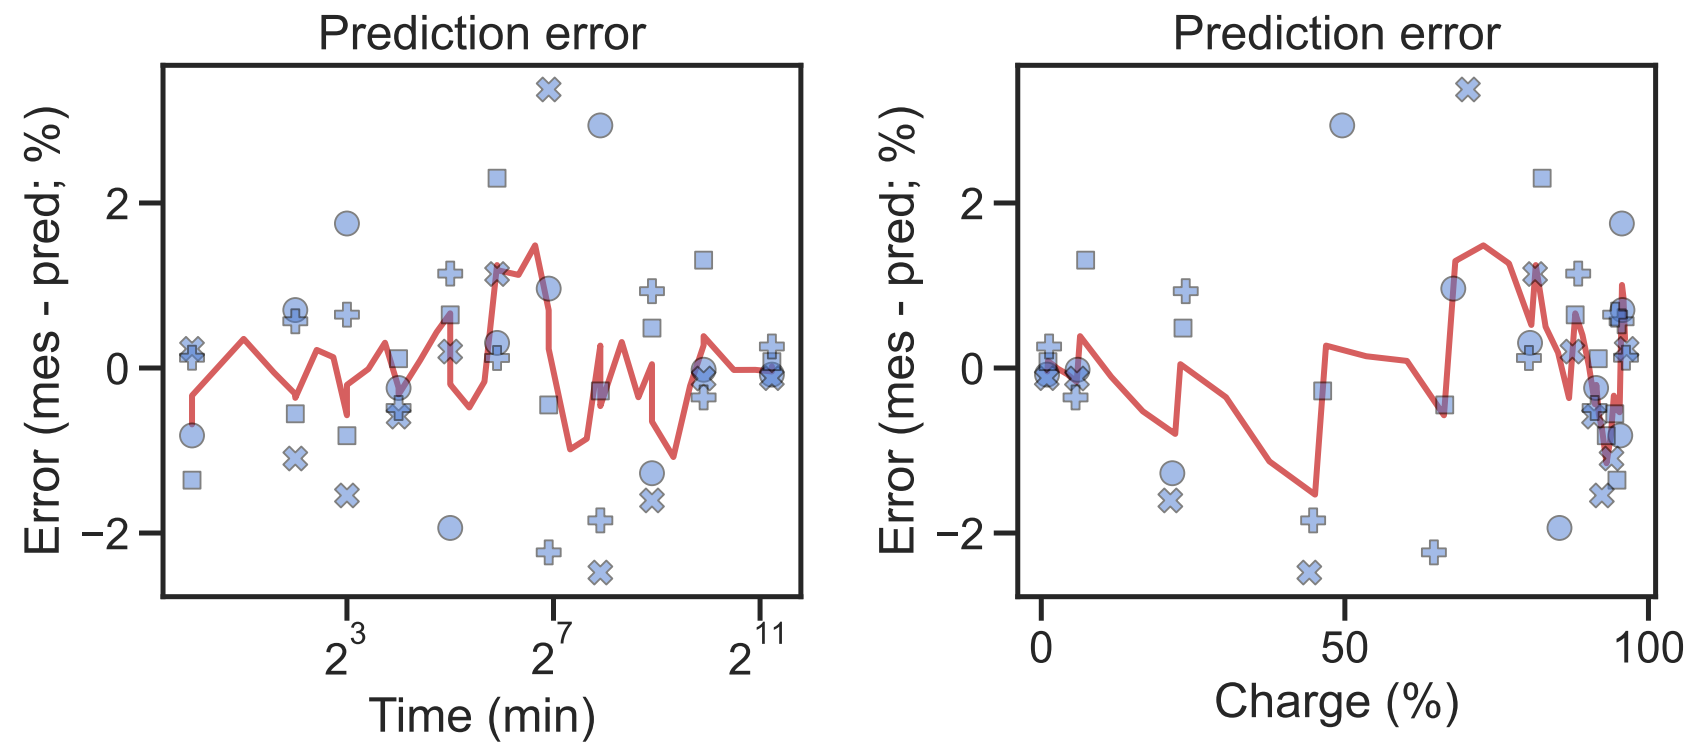 Prediction error
Error (mes - pred; %)
2
0
−2
2^3
2^7
2^11
Time (min)
Prediction error
Error (mes - pred; %)
2
0
−2
0
50
100
Charge (%)